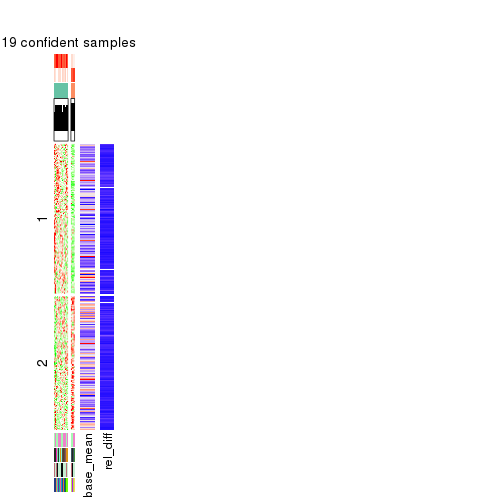 19 confident samples
1
2
base_mean
rel_diff